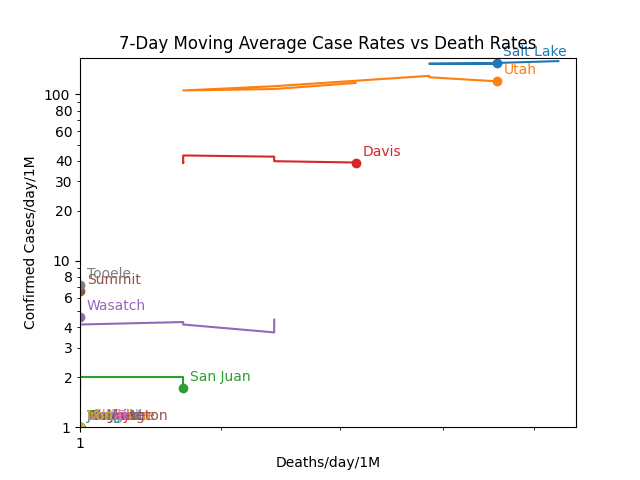 7-Day Moving Average Case Rates vs Death Rates
Salt Lake
Utah
100
80
60
Davis
40
30
20
Confirmed Cases/day/1M
10
Tooele
8
Summit
6
Wasatch
4
3
San Juan
2
1
1
Deaths/day/1M